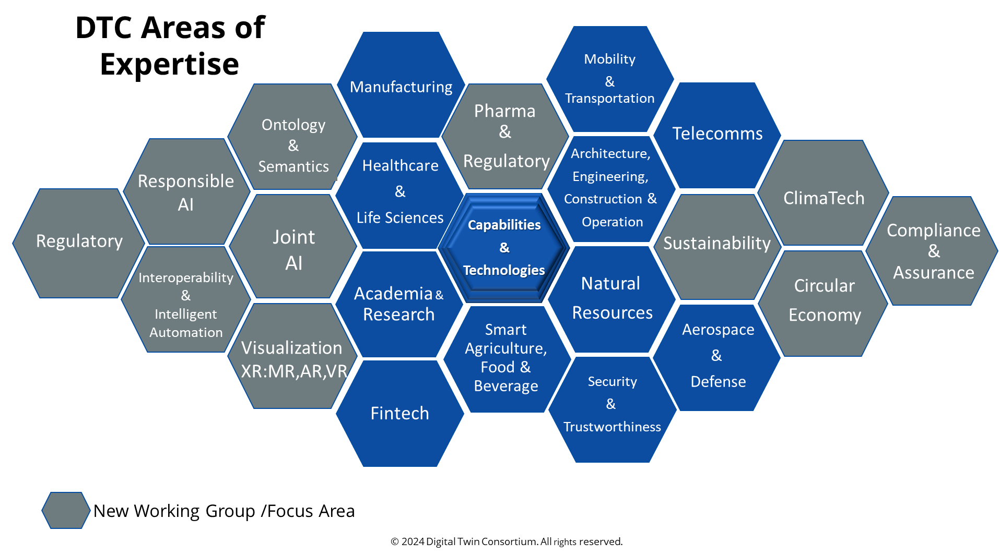 DTC Areas of
Expertise
Manufacturing
Mobility
&
Transportation
Ontology
&
Semantics
Pharma
&
Regulatory
Telecomms
Responsible
AI
Healthcare
&
Life Sciences
Architecture,
Engineering,
Construction &
Operation
ClimaTech
Regulatory
Joint
AI
Capabilities
&
Technologies
Sustainability
Compliance
&
Assurance
Interoperability
&
Intelligent
Automation
Academia &
Research
Natural
Resources
Circular
Economy
Visualization
XR:MR,AR,VR
Smart
Agriculture,
Food &
Beverage
Aerospace
&
Defense
Fintech
Security
&
Trustworthiness
New Working Group /Focus Area
© 2024 Digital Twin Consortium. All rights reserved.